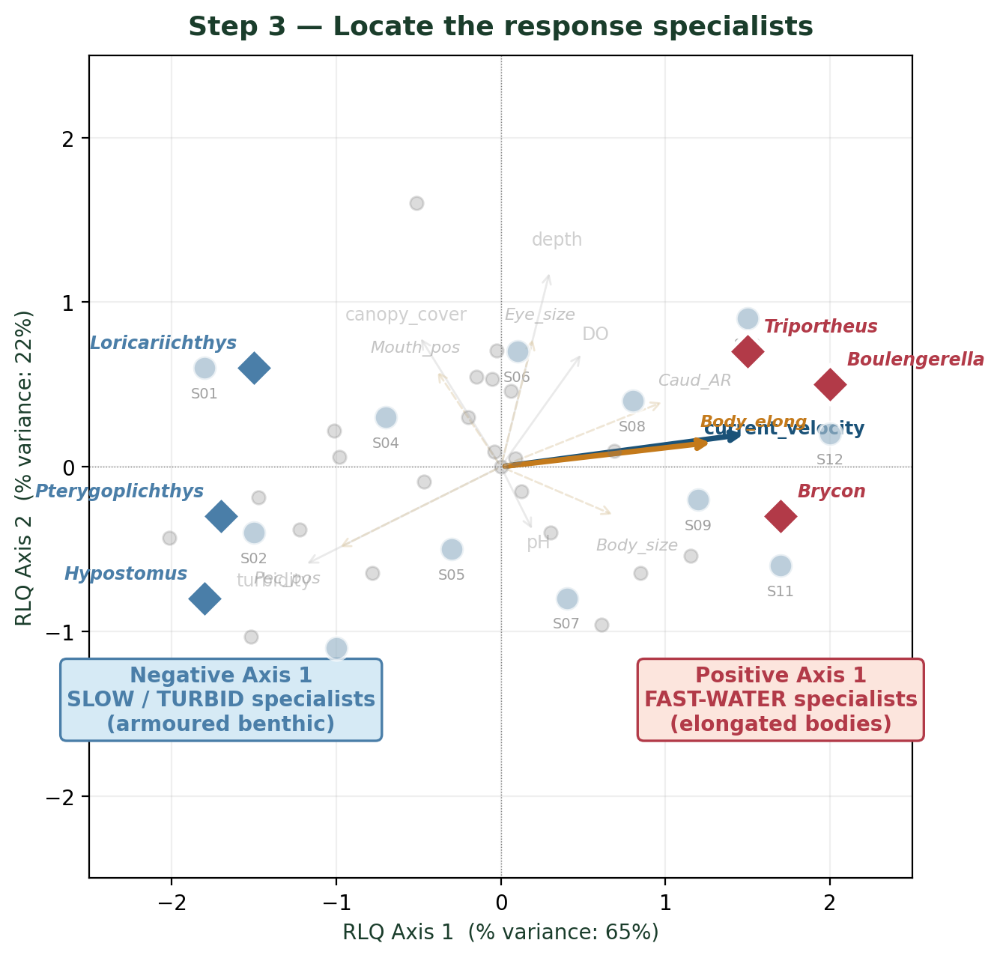 Step 3 — Locate the response specialists
RLQ Axis 2 (% variance: 22%)
2
1
0
−1
−2
depth
canopy_cover
Eye_size
DO
Mouth_pos
Loricariichthys
Triportheus
Boulengerella
S01
S06
Caud_AR
S04
S08
Body_elong
current_velocity
S12
Pterygoplichthys
Brycon
S02
S09
pH
Body_size
Hypostomus
turbidity
Pec_pos
S05
S11
S07
Negative Axis 1
SLOW / TURBID specialists
(armoured benthic)
Positive Axis 1
FAST-WATER specialists
(elongated bodies)
−2
−1
0
1
2
RLQ Axis 1 (% variance: 65%)